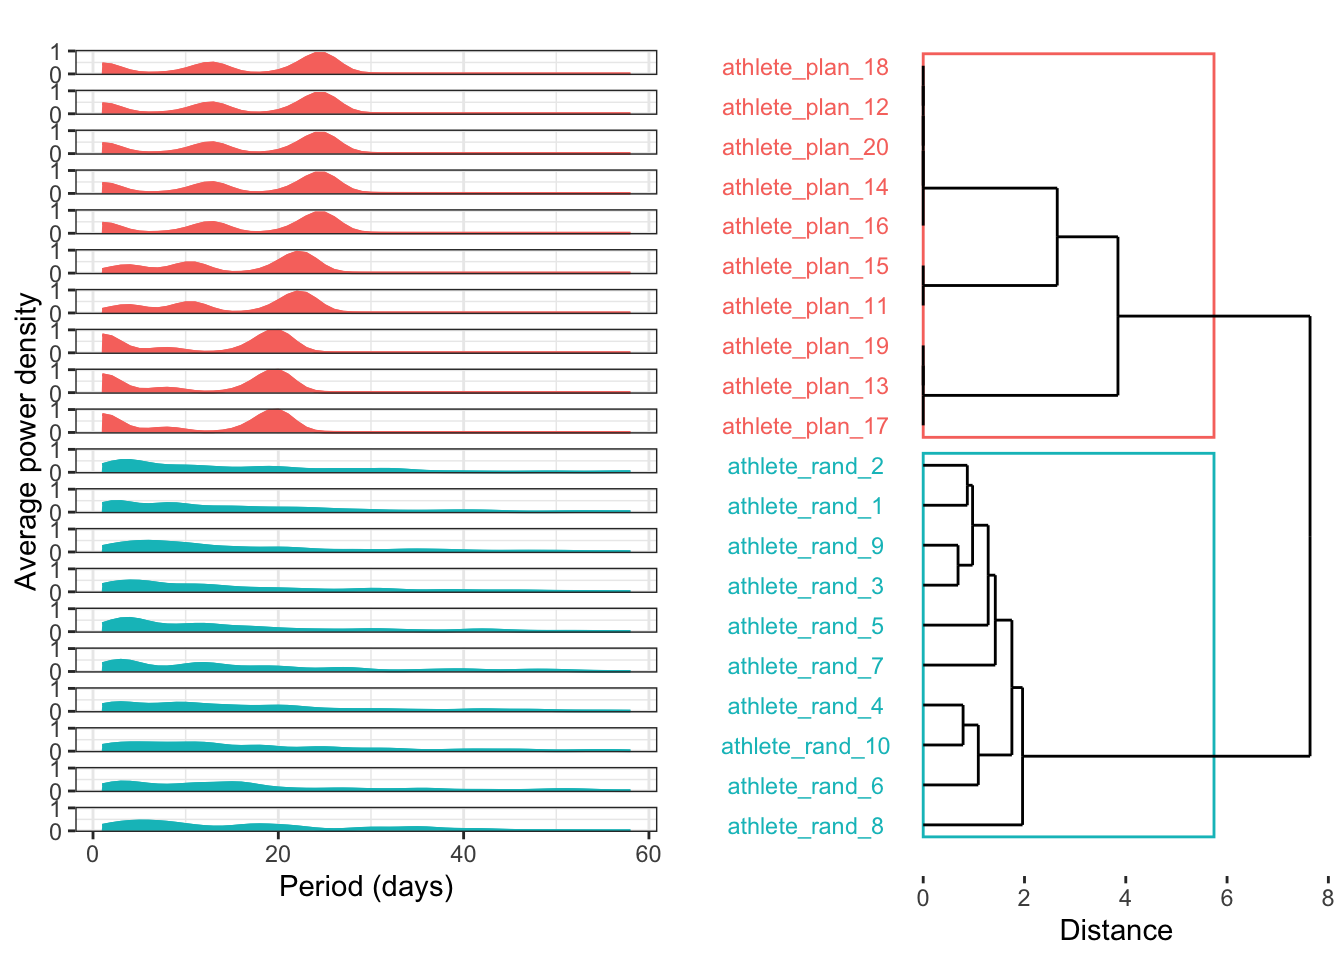 Average power density
1
0
1
0
1
0
1
0
1
0
1
0
1
0
1
0
1
0
1
0
1
0
1
0
1
0
1
0
1
0
1
0
1
0
1
0
1
0
1
0
0 20 40 60
Period (days)
athlete_plan_18
athlete_plan_12
athlete_plan_20
athlete_plan_14
athlete_plan_16
athlete_plan_15
athlete_plan_11
athlete_plan_19
athlete_plan_13
athlete_plan_17
athlete_rand_2
athlete_rand_1
athlete_rand_9
athlete_rand_3
athlete_rand_5
athlete_rand_7
athlete_rand_4
athlete_rand_10
athlete_rand_6
athlete_rand_8
0 2 4 6 8
Distance